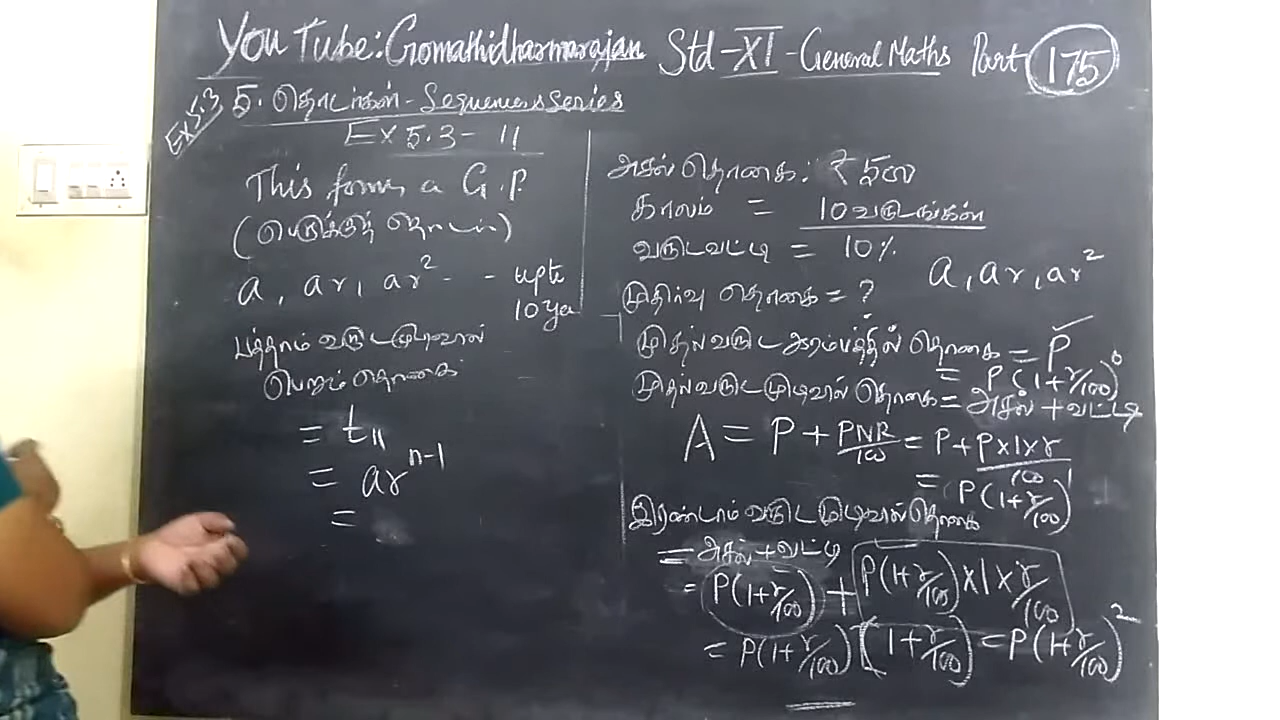 YouTube: Gomathidharmarajan Std-XI-General Maths Part 175
Ex 5.3 5. தொடர்கள் - Sequences & series
Ex 5.3 - 11
This forms a G.P.
(பெருக்குத் தொடர்)
a, ar, ar² - - upto
10 yea
பத்தாம் வருடமுடிவில்
பெறும் தொகை
= t₁₁
= ar^(n-1)
=
அசல் தொகை: ₹ 500
காலம் = 10 வருடங்கள்
வருடவட்டி = 10%
a, ar, ar²
முதிர்வு தொகை = ?
முதல் வருட ஆரம்பத்தில் தொகை = P
= P(1+r/100)⁰
முதல்வருடமுடிவில் தொகை = அசல் + வட்டி
A = P + PNR/100 = P + P×1×r/100
= P(1+r/100)¹
இரண்டாம் வருட முடிவில் தொகை
= அசல் + வட்டி
= P(1+r/100) + P(1+r/100)×1×r/100
= P(1+r/100)[1+r/100] = P(1+r/100)²